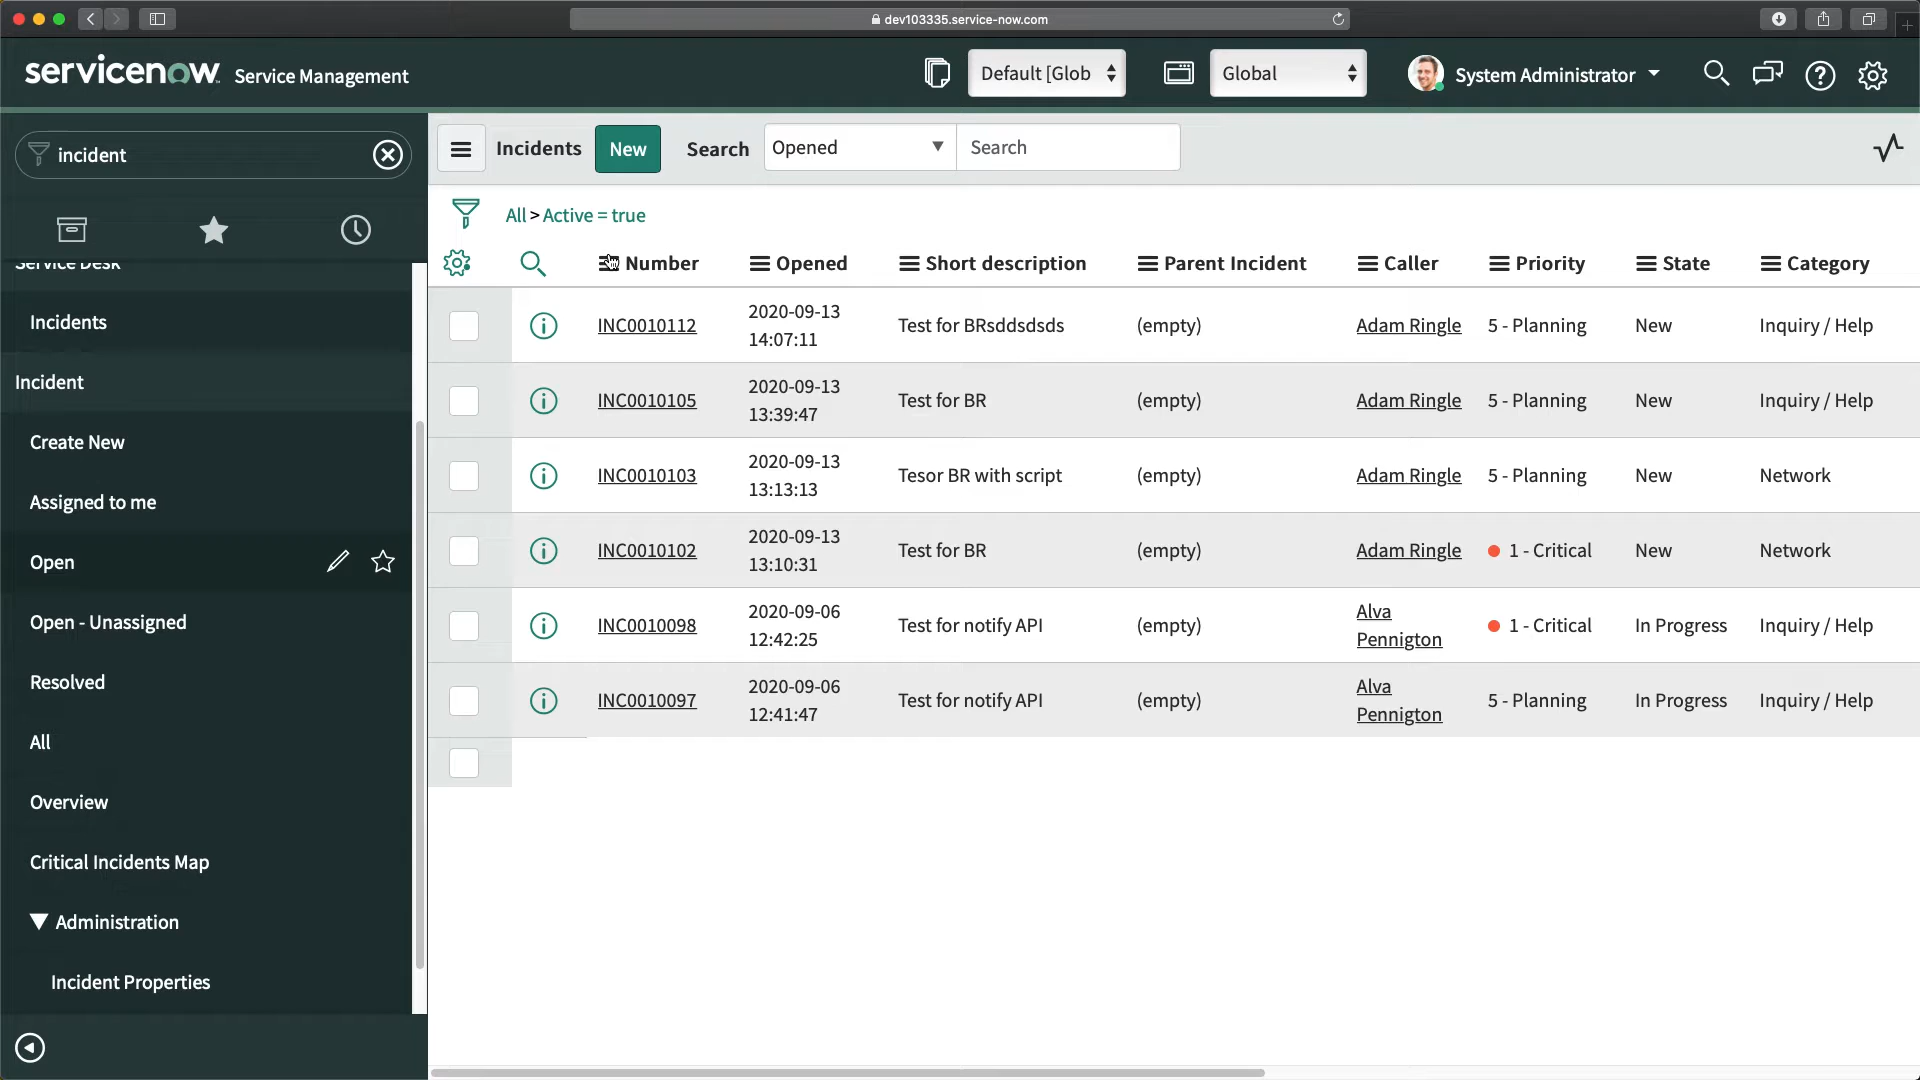 dev103335.service-now.com
servicenow. Service Management
Default [Glob
Global
System Administrator
incident
Service Desk
Incidents
Incident
Create New
Assigned to me
Open
Open - Unassigned
Resolved
All
Overview
Critical Incidents Map
Administration
Incident Properties
Incidents New Search Opened Search
All > Active = true
Number Opened Short description Parent Incident Caller Priority State Category
INC0010112 2020-09-13 14:07:11 Test for BRsddsdsds (empty) Adam Ringle 5 - Planning New Inquiry / Help
INC0010105 2020-09-13 13:39:47 Test for BR (empty) Adam Ringle 5 - Planning New Inquiry / Help
INC0010103 2020-09-13 13:13:13 Tesor BR with script (empty) Adam Ringle 5 - Planning New Network
INC0010102 2020-09-13 13:10:31 Test for BR (empty) Adam Ringle 1 - Critical New Network
INC0010098 2020-09-06 12:42:25 Test for notify API (empty) Alva Pennigton 1 - Critical In Progress Inquiry / Help
INC0010097 2020-09-06 12:41:47 Test for notify API (empty) Alva Pennigton 5 - Planning In Progress Inquiry / Help